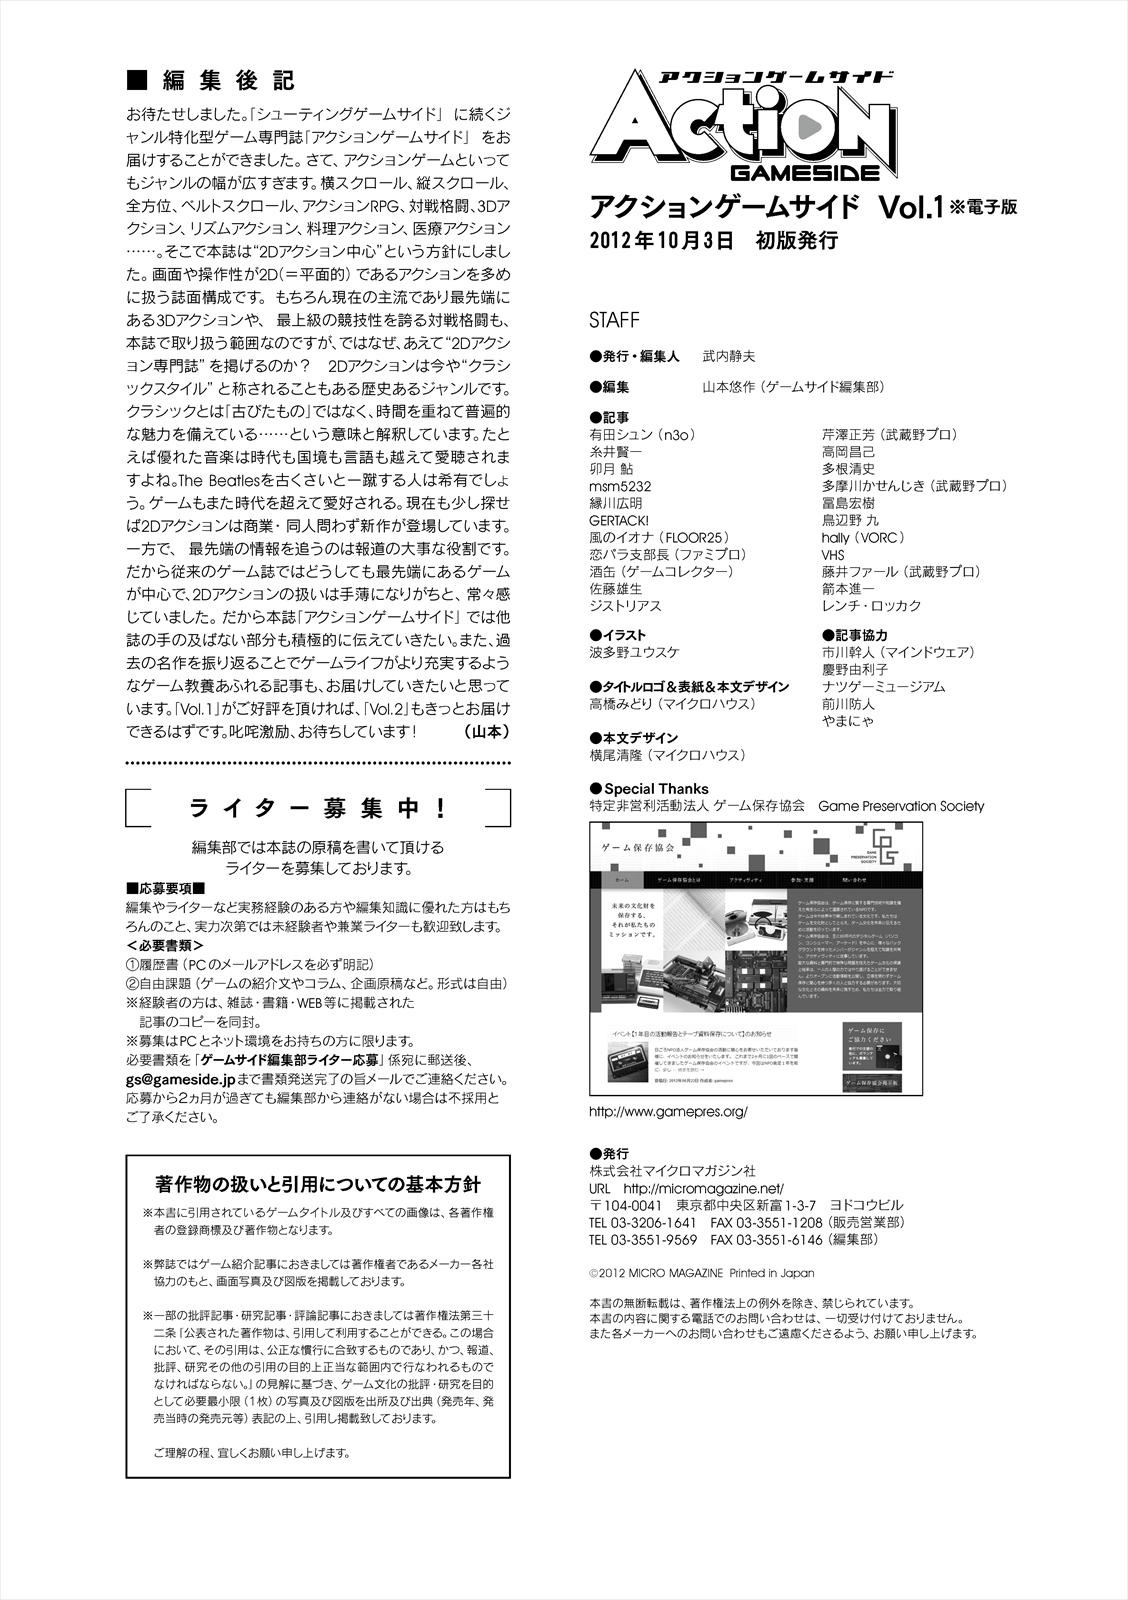 ■ 編集後記
お待たせしました。「シューティングゲームサイド」 に続くジ
ャンル特化型ゲーム専門誌「アクションゲームサイド」 をお
届けすることができました。さて、アクションゲームといって
もジャンルの幅が広すぎます。横スクロール、縦スクロール、
全方位、ベルトスクロール、アクションRPG、対戦格闘、3Dア
クション、リズムアクション、料理アクション、医療アクション
……。そこで本誌は“2Dアクション中心”という方針にしまし
た。画面や操作性が2D（＝平面的）であるアクションを多め
に扱う誌面構成です。 もちろん現在の主流であり最先端に
ある3Dアクションや、 最上級の競技性を誇る対戦格闘も、
本誌で取り扱う範囲なのですが、ではなぜ、あえて“2Dアクシ
ョン専門誌” を掲げるのか？ 2Dアクションは今や“クラシ
ックスタイル” と称されることもある歴史あるジャンルです。
クラシックとは「古びたもの」ではなく、時間を重ねて普遍的
な魅力を備えている……という意味と解釈しています。たと
えば優れた音楽は時代も国境も言語も越えて愛聴されま
すよね。The Beatlesを古くさいと一蹴する人は希有でしょ
う。ゲームもまた時代を超えて愛好される。現在も少し探せ
ば2Dアクションは商業・同人問わず新作が登場しています。
一方で、 最先端の情報を追うのは報道の大事な役割です。
だから従来のゲーム誌ではどうしても最先端にあるゲーム
が中心で、2Dアクションの扱いは手薄になりがちと、常々感
じていました。だから本誌「アクションゲームサイド」 では他
誌の手の及ばない部分も積極的に伝えていきたい。また、過
去の名作を振り返ることでゲームライフがより充実するよう
なゲーム教養あふれる記事も、お届けしていきたいと思って
います。「Vol.1」がご好評を頂ければ、「Vol.2」もきっとお届け
できるはずです。叱咤激励、お待ちしています！ （山本）
ライター募集中！
編集部では本誌の原稿を書いて頂ける
ライターを募集しております。
■応募要項■
編集やライターなど実務経験のある方や編集知識に優れた方はもち
ろんのこと、実力次第では未経験者や兼業ライターも歓迎致します。
＜必要書類＞
①履歴書（PCのメールアドレスを必ず明記）
②自由課題（ゲームの紹介文やコラム、企画原稿など。形式は自由）
※経験者の方は、雑誌・書籍・WEB等に掲載された
記事のコピーを同封。
※募集はPCとネット環境をお持ちの方に限ります。
必要書類を「ゲームサイド編集部ライター応募」係宛に郵送後、
gs@gameside.jpまで書類発送完了の旨メールでご連絡ください。
応募から2ヵ月が過ぎても編集部から連絡がない場合は不採用と
ご了承ください。
著作物の扱いと引用についての基本方針
※本書に引用されているゲームタイトル及びすべての画像は、各著作権
者の登録商標及び著作物となります。
※弊誌ではゲーム紹介記事におきましては著作権者であるメーカー各社
協力のもと、画面写真及び図版を掲載しております。
※一部の批評記事・研究記事・評論記事におきましては著作権法第三十
二条「公表された著作物は、引用して利用することができる。この場合
において、その引用は、公正な慣行に合致するものであり、かつ、報道、
批評、研究その他の引用の目的上正当な範囲内で行なわれるもので
なければならない。」の見解に基づき、ゲーム文化の批評・研究を目的
として必要最小限（1枚）の写真及び図版を出所及び出典（発売年、発
売当時の発売元等）表記の上、引用し掲載致しております。
ご理解の程、宜しくお願い申し上げます。
アクションゲームサイド
Action
GAMESIDE
アクションゲームサイド Vol.1 ※電子版
2012年10月3日 初版発行
STAFF
●発行・編集人 武内静夫
●編集 山本悠作（ゲームサイド編集部）
●記事
有田シュン（n3o）
糸井賢一
卯月 鮎
msm5232
縁川広明
GERTACK!
風のイオナ（FLOOR25）
恋パラ支部長（ファミプロ）
酒缶（ゲームコレクター）
佐藤雄生
ジストリアス
芹澤正芳（武蔵野プロ）
高岡昌己
多根清史
多摩川かせんじき（武蔵野プロ）
冨島宏樹
鳥辺野 九
hally（VORC）
VHS
藤井ファール（武蔵野プロ）
箭本進一
レンチ・ロッカク
●イラスト
波多野ユウスケ
●タイトルロゴ＆表紙＆本文デザイン
高橋みどり（マイクロハウス）
●本文デザイン
横尾清隆（マイクロハウス）
●記事協力
市川幹人（マインドウェア）
慶野由利子
ナツゲーミュージアム
前川防人
やまにゃ
●Special Thanks
特定非営利活動法人 ゲーム保存協会 Game Preservation Society
ゲーム保存協会
GAME
PRESERVATION
SOCIETY
ホーム ゲーム保存協会とは アクティヴィティ 参加・支援 問い合わせ
未来の文化財を
保存する、
それが私たちの
ミッションです。
イベント【1年目の活動報告とテープ資料保存について】のお知らせ
ゲーム保存に
ご協力ください
ゲーム保存協会掲示板
http://www.gamepres.org/
●発行
株式会社マイクロマガジン社
URL http://micromagazine.net/
〒104-0041 東京都中央区新富1-3-7 ヨドコウビル
TEL 03-3206-1641 FAX 03-3551-1208（販売営業部）
TEL 03-3551-9569 FAX 03-3551-6146（編集部）
©2012 MICRO MAGAZINE Printed in Japan
本書の無断転載は、著作権法上の例外を除き、禁じられています。
本書の内容に関する電話でのお問い合わせは、一切受け付けておりません。
また各メーカーへのお問い合わせもご遠慮くださるよう、お願い申し上げます。